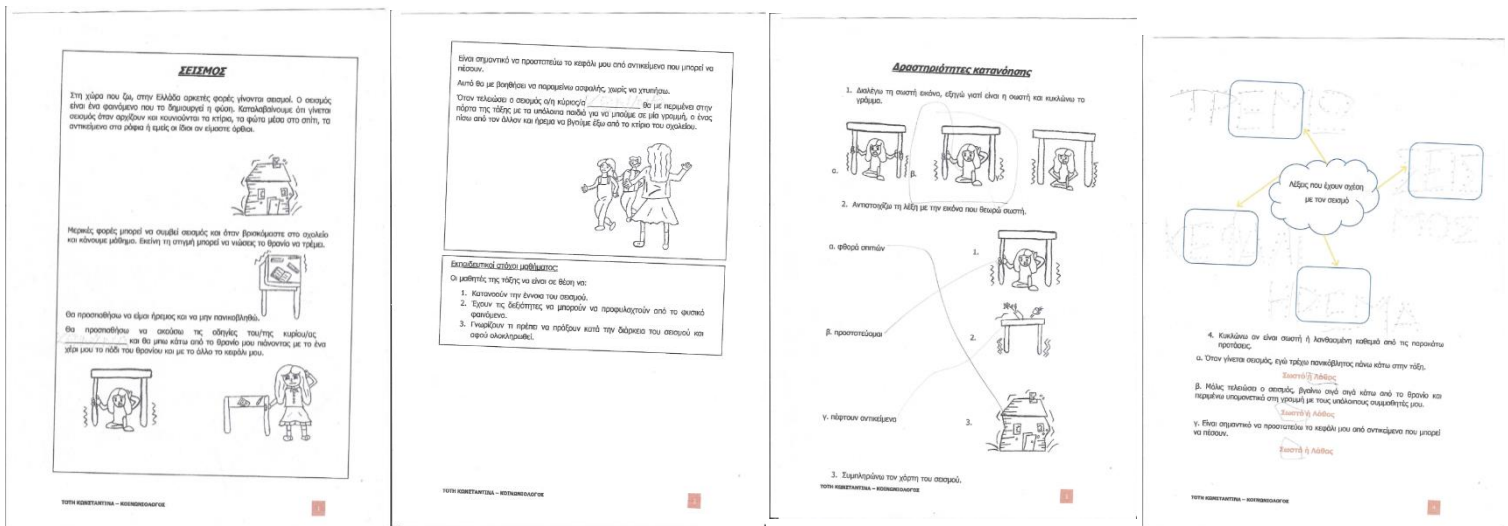 ΣΕΙΣΜΟΣ
Στη χώρα που ζω, στην Ελλάδα αρκετές φορές γίνονται σεισμοί. Ο σεισμός
είναι ένα φαινόμενο που το δημιουργεί η φύση. Καταλαβαίνουμε ότι γίνεται
σεισμός όταν αρχίζουν και κουνιούνται τα κτίρια, τα φώτα μέσα στο σπίτι, τα
αντικείμενα στα ράφια ή εμείς οι ίδιοι αν είμαστε όρθιοι.
Μερικές φορές μπορεί να συμβεί σεισμός και όταν βρισκόμαστε στο σχολείο
και κάνουμε μάθημα. Εκείνη τη στιγμή μπορεί να νιώσεις το θρανίο να τρέμει.
Θα προσπαθήσω να είμαι ήρεμος και να μην πανικοβληθώ.
Θα προσπαθήσω να ακούσω τις οδηγίες του/της κυρίου/ας
και θα μπω κάτω από το θρανίο μου πιάνοντας με το ένα
χέρι μου το πόδι του θρανίου και με το άλλο το κεφάλι μου.
ΤΟΤΗ ΚΩΝΣΤΑΝΤΙΝΑ – ΚΟΙΝΩΝΙΟΛΟΓΟΣ
1
Είναι σημαντικό να προστατεύω το κεφάλι μου από αντικείμενα που μπορεί να
πέσουν.
Αυτό θα με βοηθήσει να παραμείνω ασφαλής, χωρίς να χτυπήσω.
Όταν τελειώσει ο σεισμός ο/η κύριος/α θα με περιμένει στην
πόρτα της τάξης με τα υπόλοιπα παιδιά για να μπούμε σε μία γραμμή, ο ένας
πίσω από τον άλλον και ήρεμα να βγούμε έξω από το κτίριο του σχολείου.
Εκπαιδευτικοί στόχοι μαθήματος:
Οι μαθητές της τάξης να είναι σε θέση να:
1. Κατανοούν την έννοια του σεισμού.
2. Έχουν τις δεξιότητες να μπορούν να προφυλαχτούν από το φυσικό
φαινόμενο.
3. Γνωρίζουν τι πρέπει να πράξουν κατά την διάρκεια του σεισμού και
αφού ολοκληρωθεί.
ΤΟΤΗ ΚΩΝΣΤΑΝΤΙΝΑ – ΚΟΙΝΩΝΙΟΛΟΓΟΣ
2
Δραστηριότητες κατανόησης
1. Διαλέγω τη σωστή εικόνα, εξηγώ γιατί είναι η σωστή και κυκλώνω το
γράμμα.
α.
β.
2. Αντιστοιχίζω τη λέξη με την εικόνα που θεωρώ σωστή.
α. φθορά σπιτιών
1.
β. προστατεύομαι
2.
γ. πέφτουν αντικείμενα
3.
3. Συμπληρώνω τον χάρτη του σεισμού.
ΤΟΤΗ ΚΩΝΣΤΑΝΤΙΝΑ – ΚΟΙΝΩΝΙΟΛΟΓΟΣ
3
ΤΡΕΜΩ
ΣΕΙΣ
ΜΟΣ
Λέξεις που έχουν σχέση
με τον σεισμό
ΚΕΦΑΛΙ
ΗΡΕΜΑ
4. Κυκλώνω αν είναι σωστή ή λανθασμένη καθεμιά από τις παρακάτω
προτάσεις.
α. Όταν γίνεται σεισμός, εγώ τρέχω πανικόβλητος πάνω κάτω στην τάξη.
Σωστό ή Λάθος
β. Μόλις τελειώσει ο σεισμός, βγαίνω σιγά σιγά κάτω από το θρανίο και
περιμένω υπομονετικά στη γραμμή με τους υπόλοιπους συμμαθητές μου.
Σωστό ή Λάθος
γ. Είναι σημαντικό να προστατεύω το κεφάλι μου από αντικείμενα που μπορεί
να πέσουν.
Σωστό ή Λάθος
ΤΟΤΗ ΚΩΝΣΤΑΝΤΙΝΑ – ΚΟΙΝΩΝΙΟΛΟΓΟΣ
4